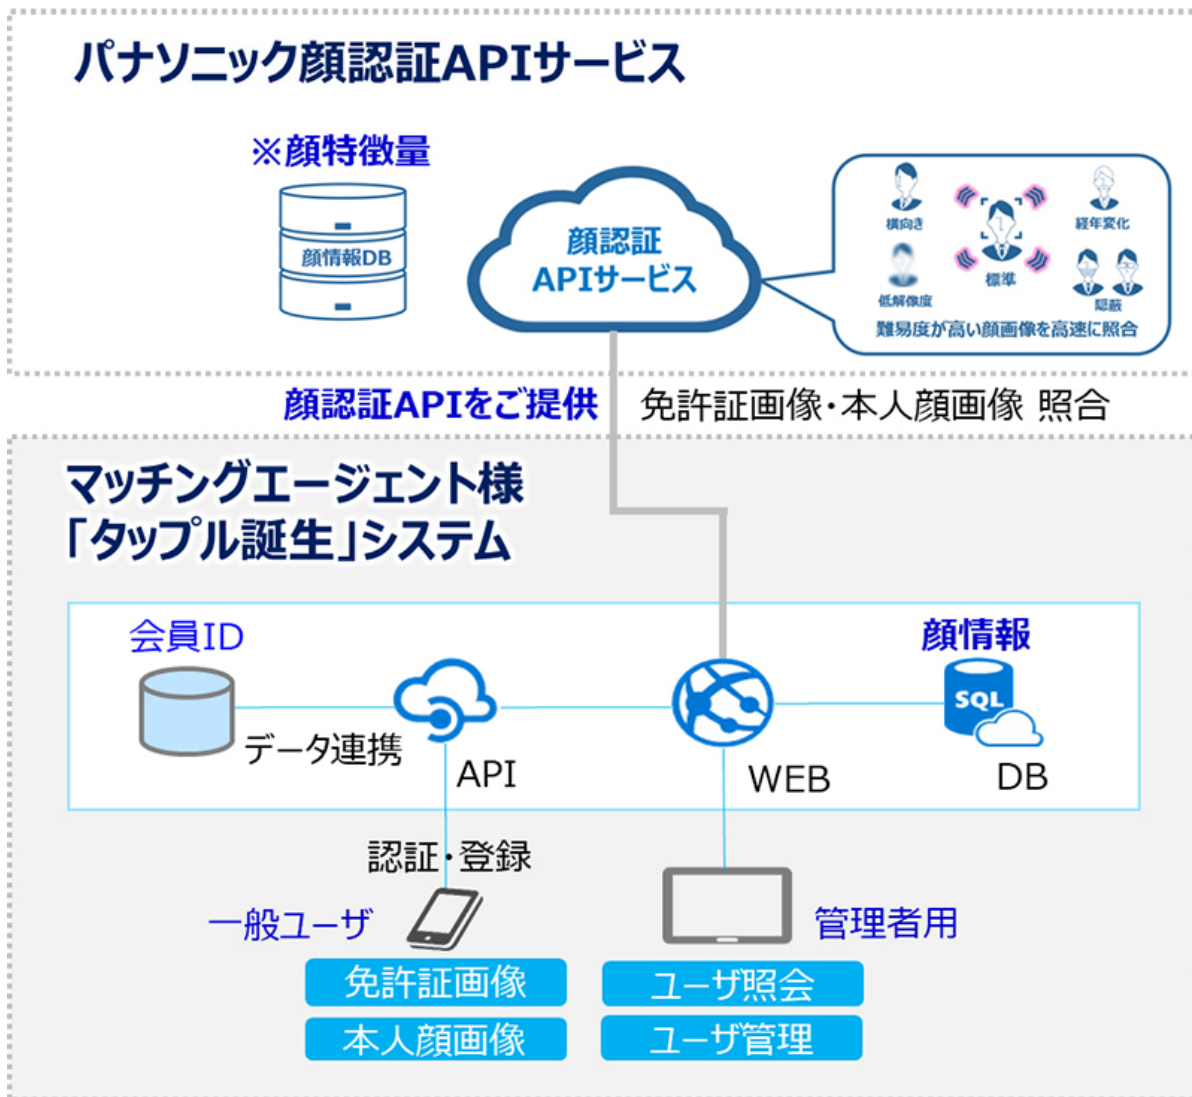 パナソニック顔認証APIサービス
※顔特徴量
顔情報DB
顔認証
APIサービス
横向き
経年変化
標準
低解像度
隠蔽
難易度が高い顔画像を高速に照合
顔認証APIをご提供
免許証画像・本人顔画像 照合
マッチングエージェント様
「タップル誕生」システム
会員ID
顔情報
SQL
データ連携
API
WEB
DB
認証・登録
一般ユーザ
管理者用
免許証画像
ユーザ照会
本人顔画像
ユーザ管理